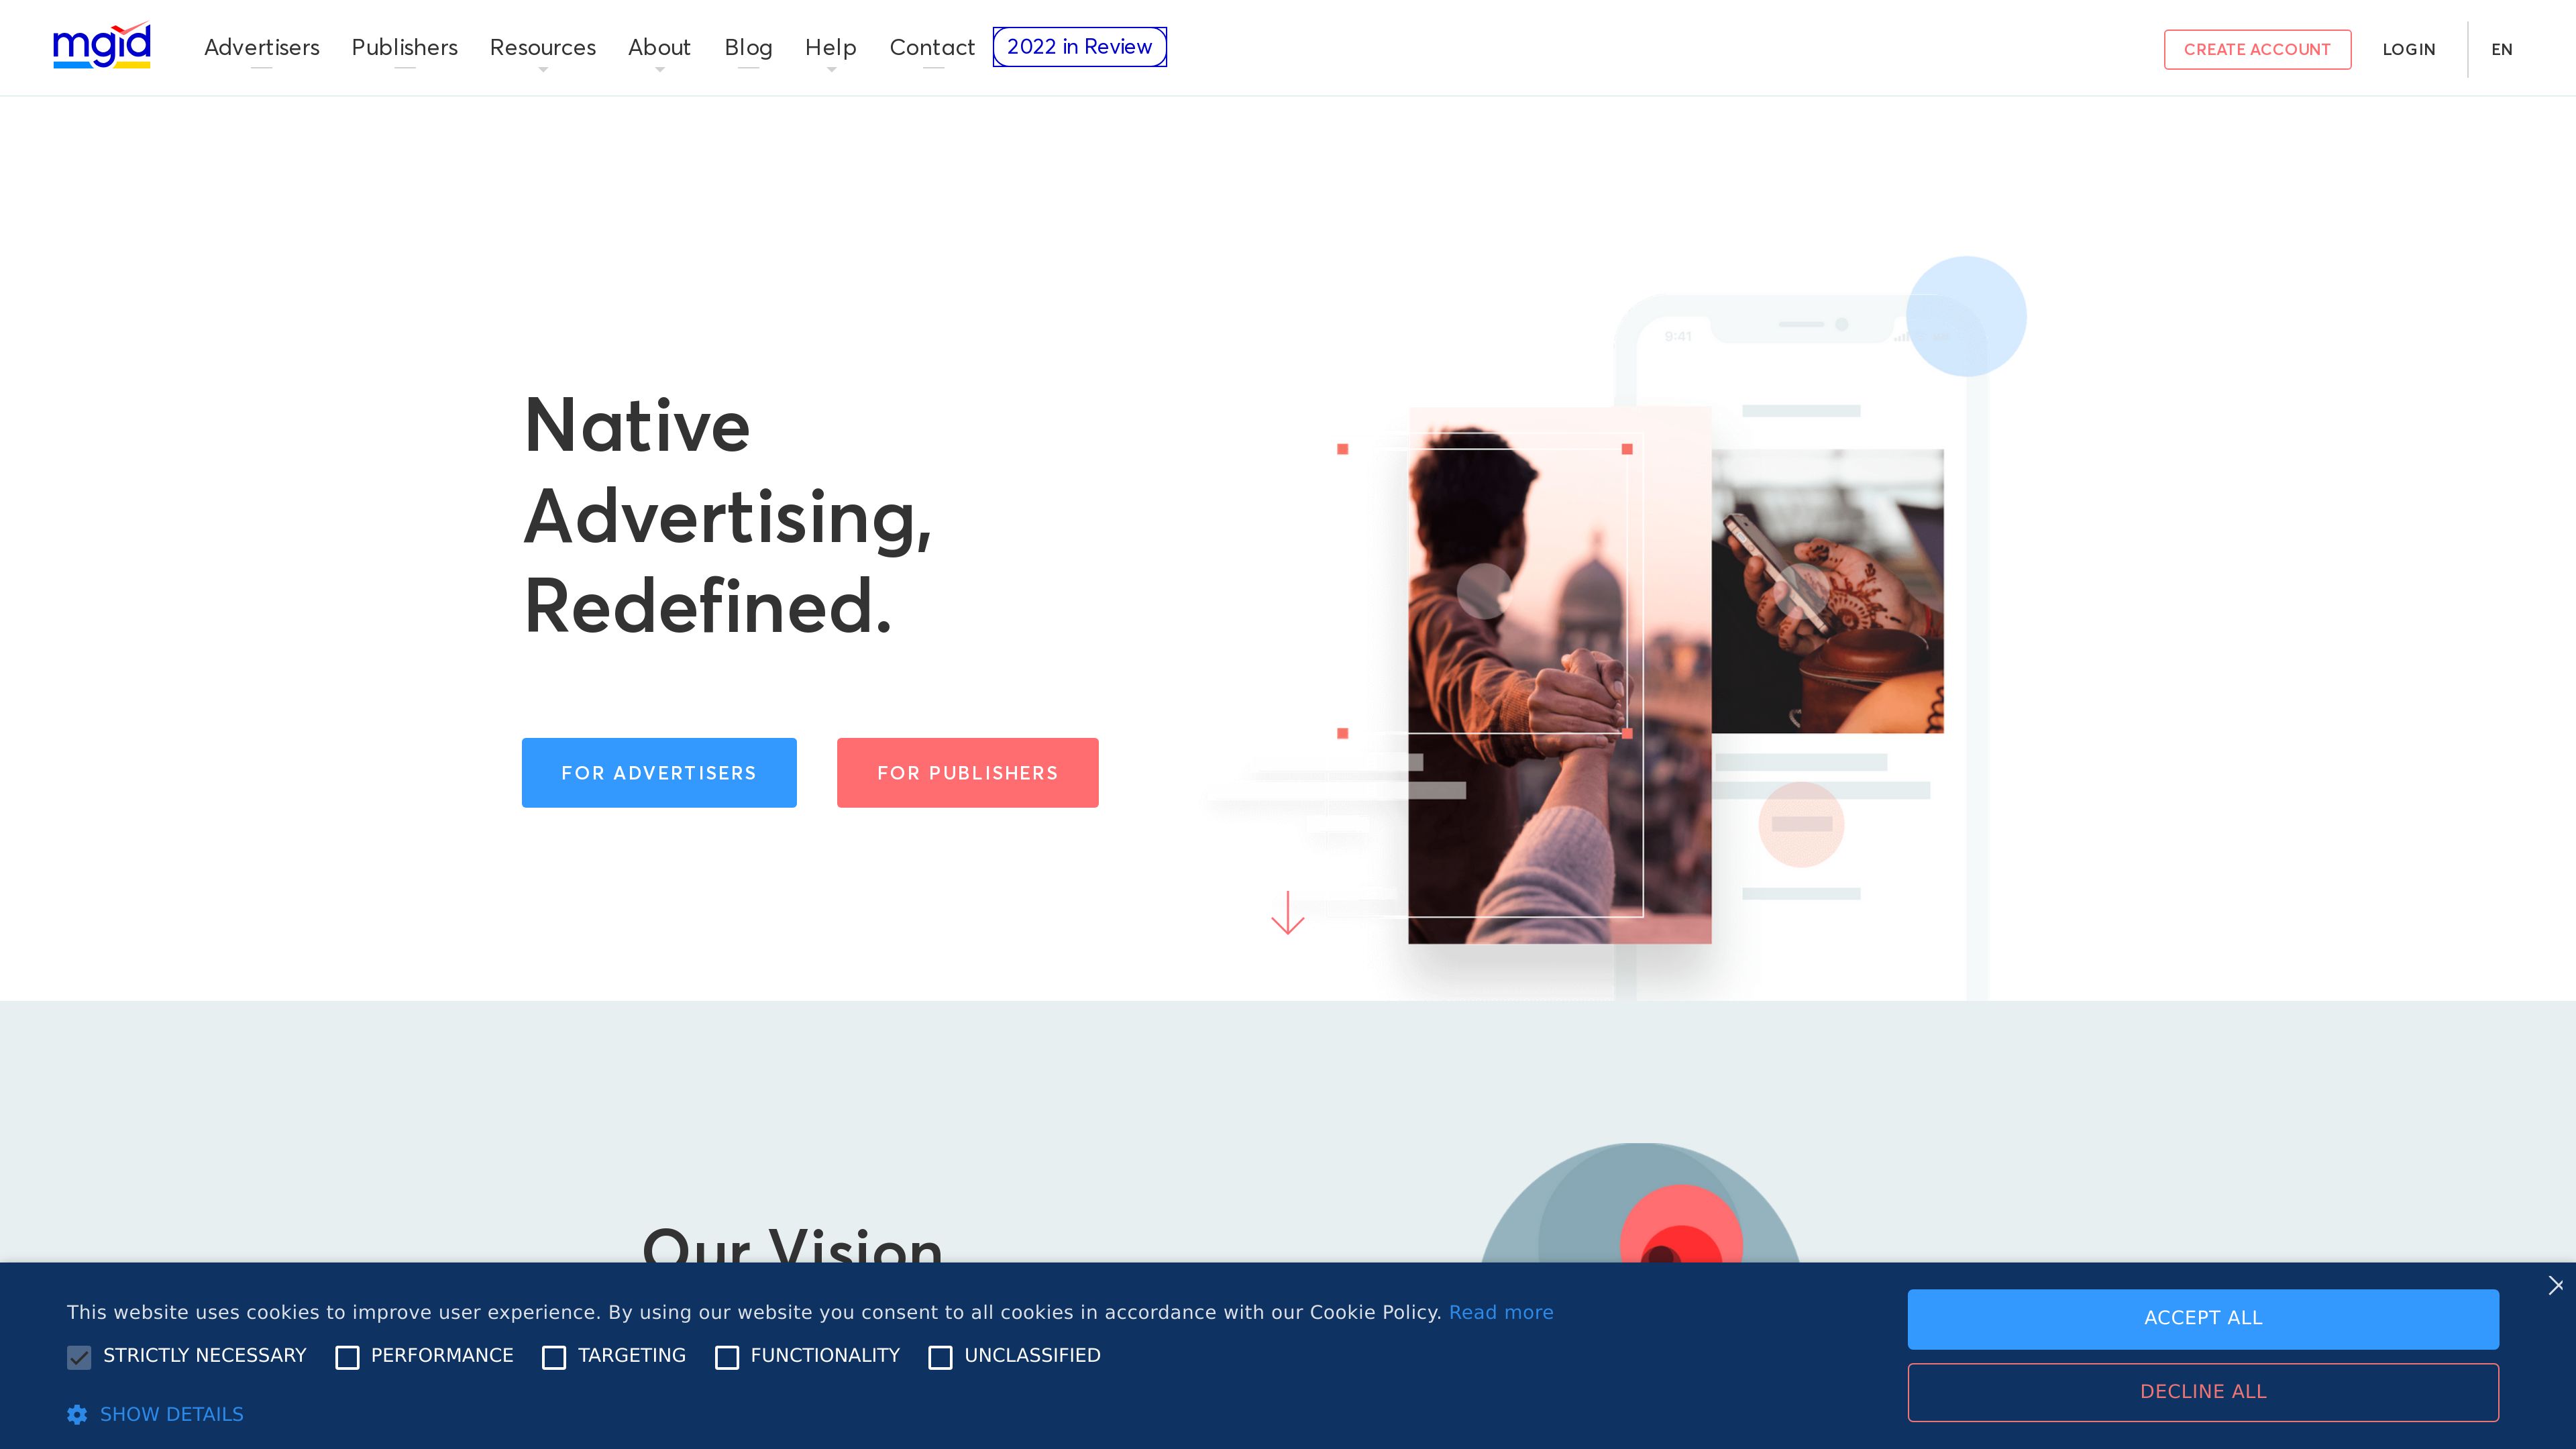 mgid
Advertisers Publishers Resources About Blog Help Contact 2022 in Review
CREATE ACCOUNT LOGIN EN
9:41
Native
Advertising,
Redefined.
FOR ADVERTISERS FOR PUBLISHERS
Our Vision
This website uses cookies to improve user experience. By using our website you consent to all cookies in accordance with our Cookie Policy. Read more
STRICTLY NECESSARY PERFORMANCE TARGETING FUNCTIONALITY UNCLASSIFIED
SHOW DETAILS
ACCEPT ALL
DECLINE ALL